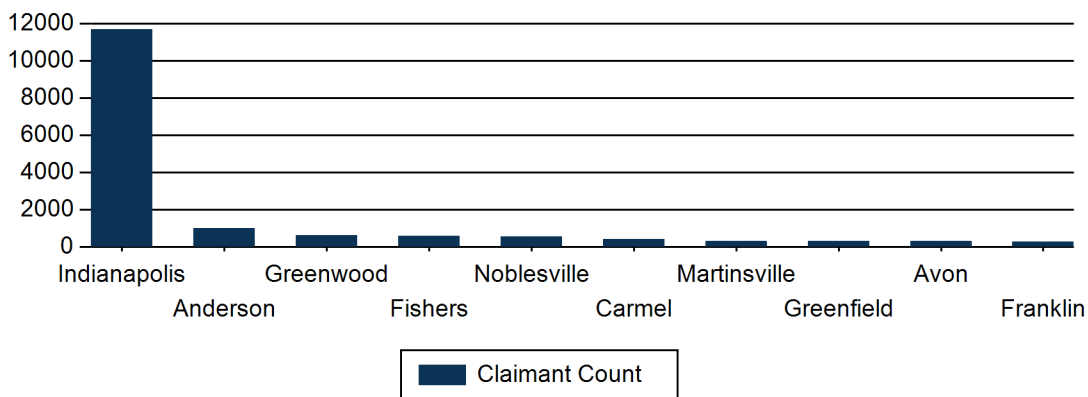 12000
10000
8000
6000
4000
2000
0
Indianapolis Greenwood Noblesville Martinsville Avon
Anderson Fishers Carmel Greenfield Franklin
Claimant Count